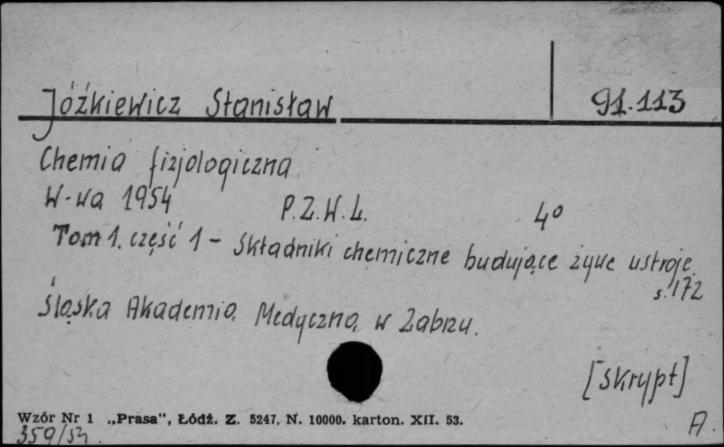 Jóźkiewicz Stanisław 91.113
Chemia fizjologiczna
W-wa 1954 P.Z.W.L. 4°
Tom 1. część 1 - Składniki chemiczne budujące żywe ustroje
s. 172
Śląska Akademia Medyczna, w Zabrzu.
[skrypt]
Wzór Nr 1 „Prasa", Łódź. Z. 5247. N. 10000. karton. XII. 53.
359/54 A.